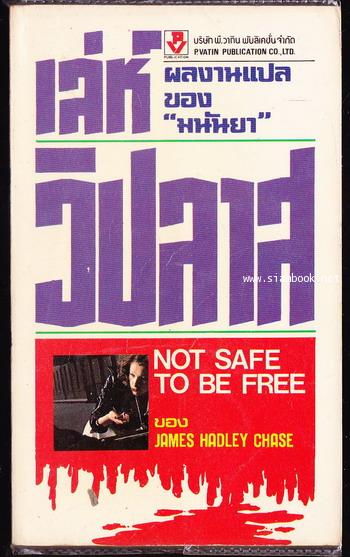 บริษัท พี.วาทิน พับลิเคชั่น จำกัด
P.VATIN PUBLICATION CO., LTD.
PV
PUBLICATION
เล่ห์
ผลงานแปล
ของ
“มนันยา”
วิปลาส
www.siambook.net
NOT SAFE
TO BE FREE
ของ
JAMES HADLEY CHASE